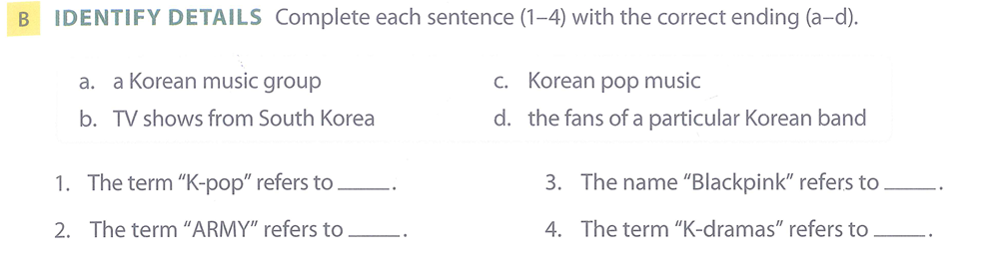 B IDENTIFY DETAILS Complete each sentence (1–4) with the correct ending (a–d).
a. a Korean music group
c. Korean pop music
b. TV shows from South Korea
d. the fans of a particular Korean band
1. The term “K-pop” refers to _____.
3. The name “Blackpink” refers to _____.
2. The term “ARMY” refers to _____.
4. The term “K-dramas” refers to _____.